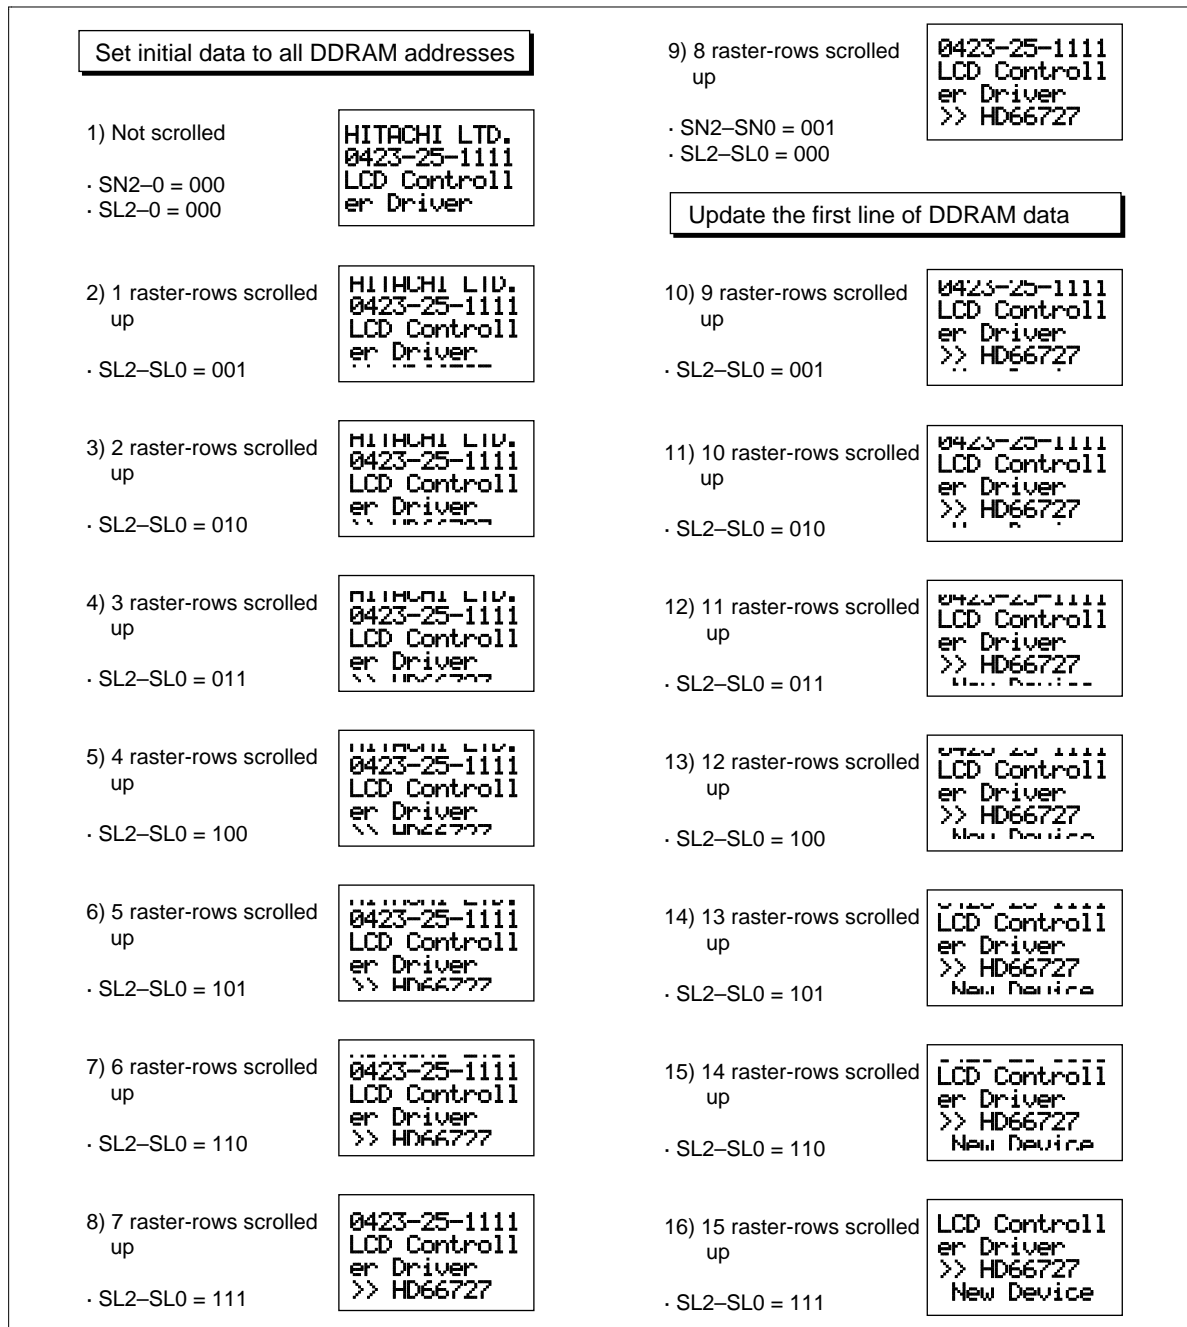 Set initial data to all DDRAM addresses
1) Not scrolled
· SN2–0 = 000
· SL2–0 = 000
HITACHI LTD.
0423-25-1111
LCD Controll
er Driver
2) 1 raster-rows scrolled
up
· SL2–SL0 = 001
HITACHI LTD.
0423-25-1111
LCD Controll
er Driver
3) 2 raster-rows scrolled
up
· SL2–SL0 = 010
HITACHI LTD.
0423-25-1111
LCD Controll
er Driver
4) 3 raster-rows scrolled
up
· SL2–SL0 = 011
0423-25-1111
LCD Controll
er Driver
5) 4 raster-rows scrolled
up
· SL2–SL0 = 100
0423-25-1111
LCD Controll
er Driver
6) 5 raster-rows scrolled
up
· SL2–SL0 = 101
0423-25-1111
LCD Controll
er Driver
>> HD66727
7) 6 raster-rows scrolled
up
· SL2–SL0 = 110
0423-25-1111
LCD Controll
er Driver
>> HD66727
8) 7 raster-rows scrolled
up
· SL2–SL0 = 111
0423-25-1111
LCD Controll
er Driver
>> HD66727
9) 8 raster-rows scrolled
up
· SN2–SN0 = 001
· SL2–SL0 = 000
0423-25-1111
LCD Controll
er Driver
>> HD66727
Update the first line of DDRAM data
10) 9 raster-rows scrolled
up
· SL2–SL0 = 001
0423-25-1111
LCD Controll
er Driver
>> HD66727
11) 10 raster-rows scrolled
up
· SL2–SL0 = 010
0423-25-1111
LCD Controll
er Driver
>> HD66727
12) 11 raster-rows scrolled
up
· SL2–SL0 = 011
LCD Controll
er Driver
>> HD66727
13) 12 raster-rows scrolled
up
· SL2–SL0 = 100
LCD Controll
er Driver
>> HD66727
14) 13 raster-rows scrolled
up
· SL2–SL0 = 101
LCD Controll
er Driver
>> HD66727
New Device
15) 14 raster-rows scrolled
up
· SL2–SL0 = 110
LCD Controll
er Driver
>> HD66727
New Device
16) 15 raster-rows scrolled
up
· SL2–SL0 = 111
LCD Controll
er Driver
>> HD66727
New Device